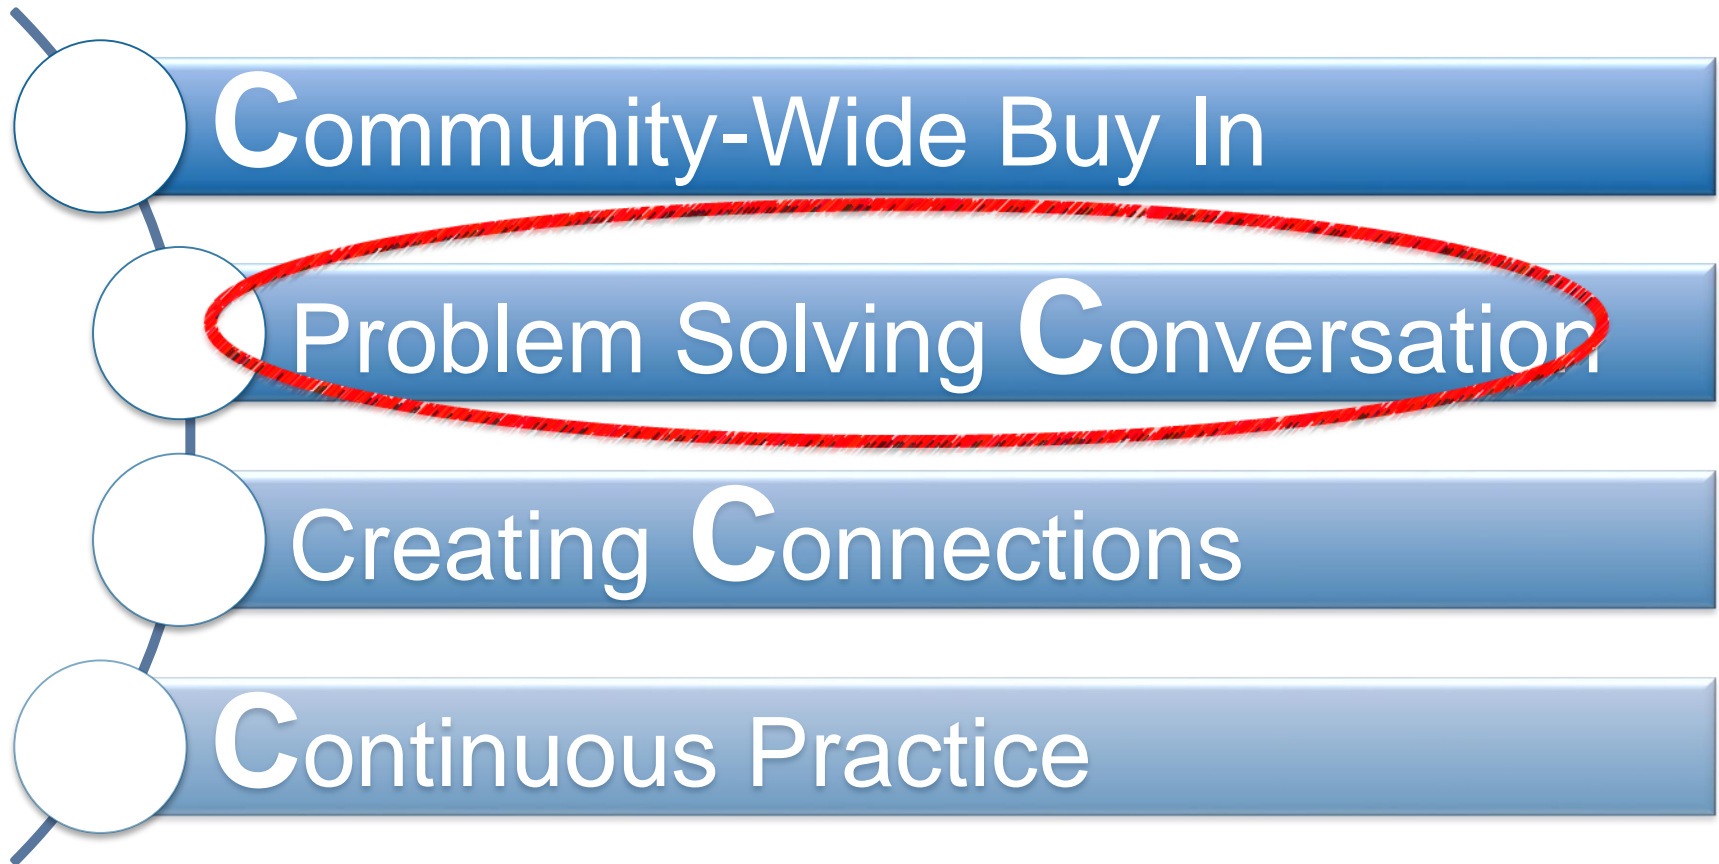 Community-Wide Buy In
Problem Solving Conversation
Creating Connections
Continuous Practice